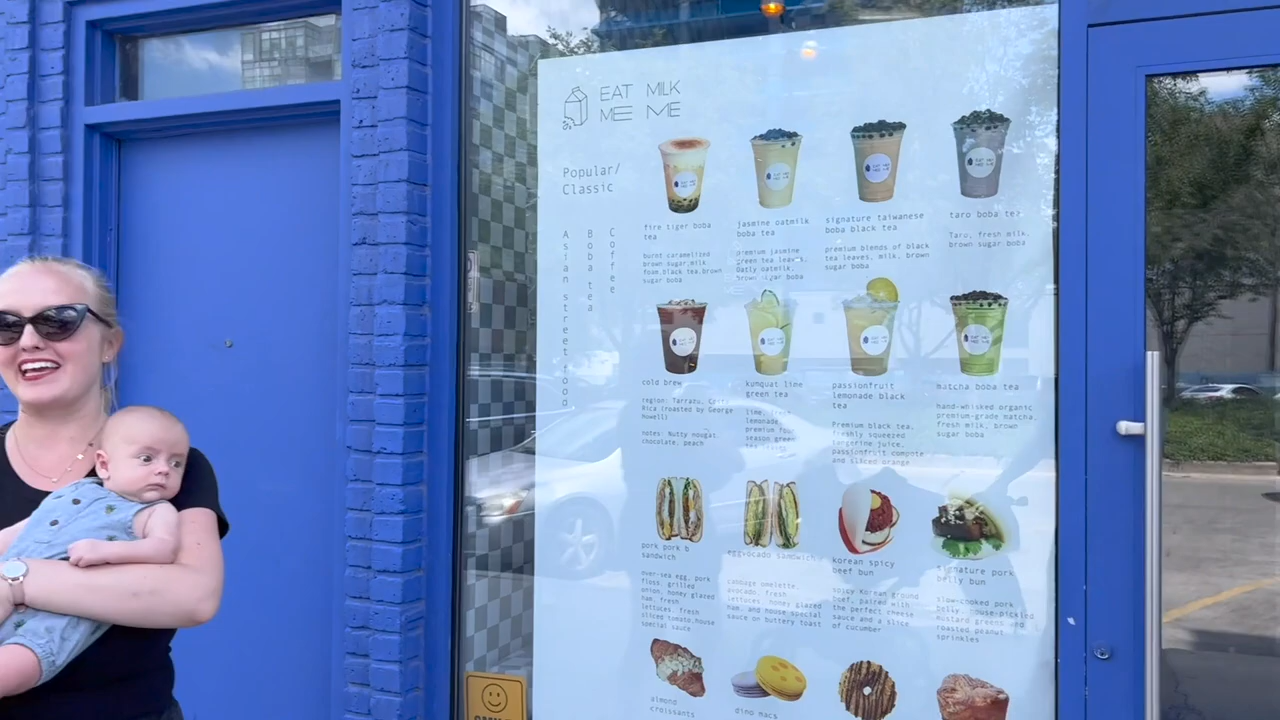 EAT MILK
ME ME
Popular/
Classic
Asian street food
Boba tea
Coffee
fire tiger boba
tea
burnt caramelized
brown sugar,milk
foam,black tea,brown
sugar boba
jasmine oatmilk
boba tea
premium jasmine
green tea leaves,
Oatly oatmilk,
brown sugar boba
signature taiwanese
boba black tea
premium blends of black
tea leaves, milk, brown
sugar boba
taro boba tea
Taro, fresh milk,
brown sugar boba
cold brew
region: Tarrazu, Costa
Rica (roasted by George
Howell)
notes: Nutty nougat,
chocolate, peach
kumquat lime
green tea
lime, fresh
lemonade,
premium four
season green
tea leaves
passionfruit
lemonade black
tea
Premium black tea,
freshly squeezed
tangerine juice,
passionfruit compote
and sliced orange
matcha boba tea
hand-whisked organic
premium-grade matcha,
fresh milk, brown
sugar boba
pork pork b
sandwich
over-sea egg, pork
floss, grilled
onion, honey glazed
ham, fresh
lettuces, fresh
slices tomato,house
special sauce
eggvocado sandwich
cabbage omelette,
avocado, fresh
lettuces, honey glazed
ham, and house special
sauce on buttery toast
korean spicy
beef bun
spicy Korean ground
beef, paired with
the perfect cheese
sauce and a slice
of cucumber
signature pork
belly bun
slow-cooked pork
belly, house-pickled
mustard greens and
roasted peanut
sprinkles
almond
croissants
dino macs